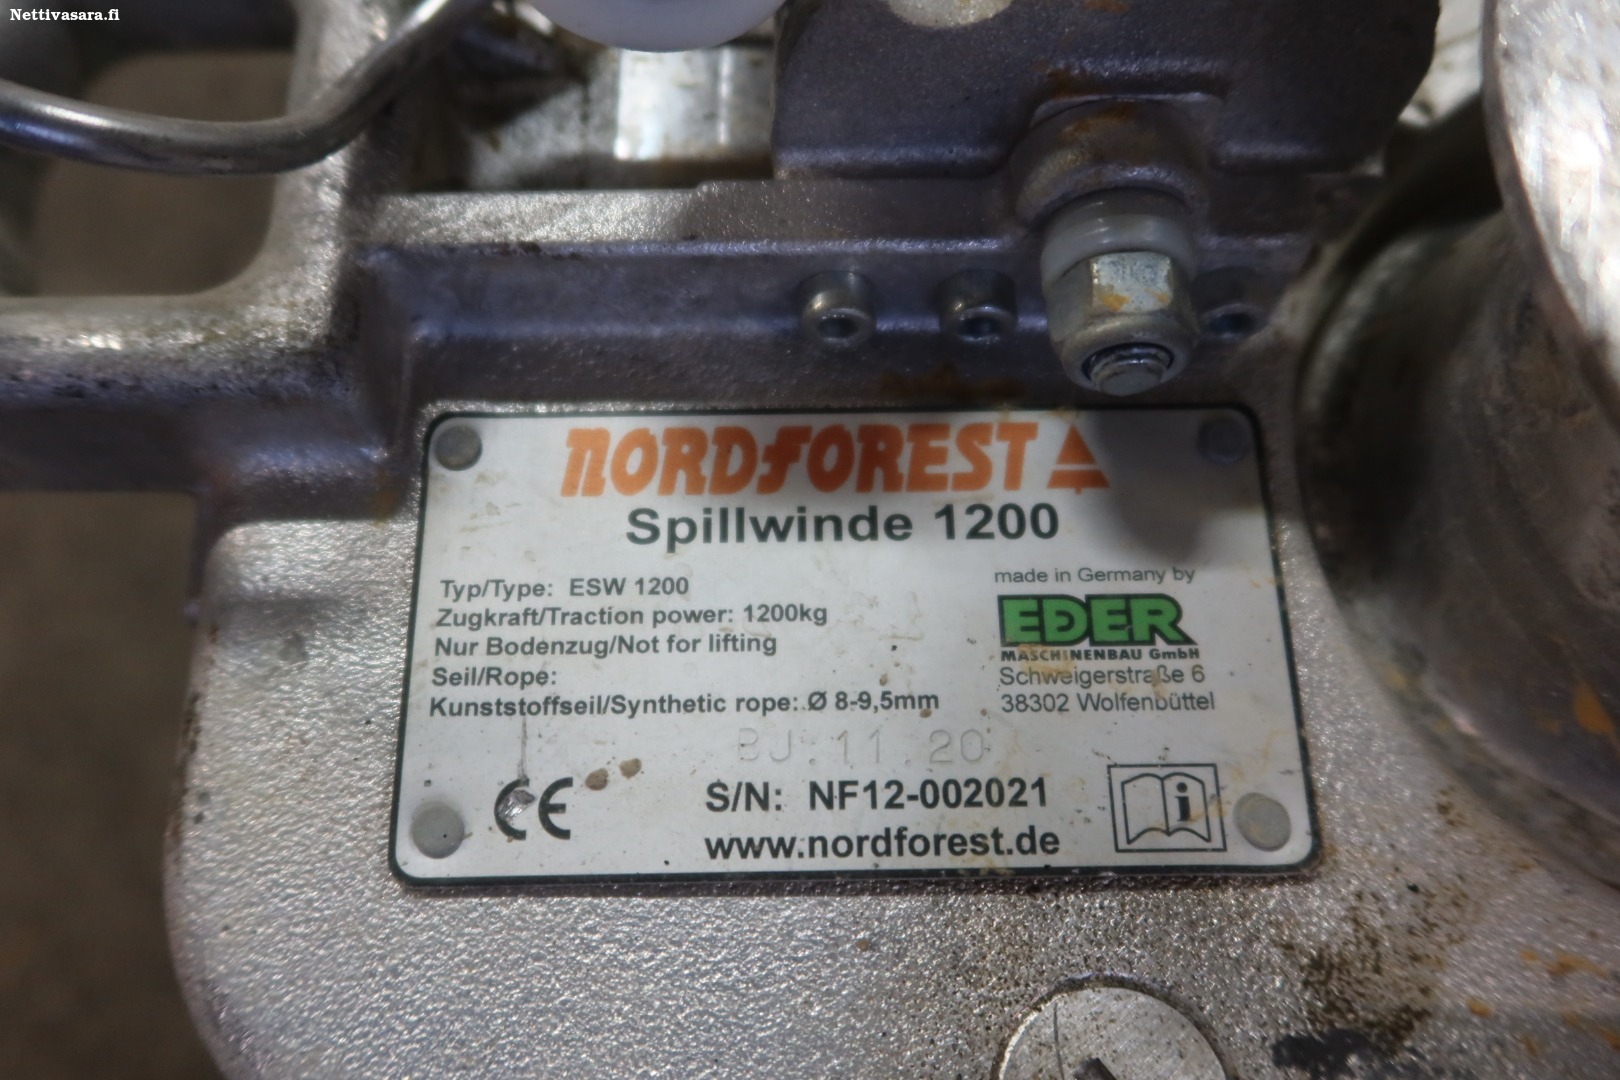 Nettivasara.fi
NORDFOREST
Spillwinde 1200
Typ/Type: ESW 1200
Zugkraft/Traction power: 1200kg
Nur Bodenzug/Not for lifting
Seil/Rope:
Kunststoffseil/Synthetic rope: Ø 8-9,5mm
made in Germany by
EDER
MASCHINENBAU GmbH
Schweigerstraße 6
38302 Wolfenbüttel
BJ.11.20
CE
S/N: NF12-002021
www.nordforest.de
i